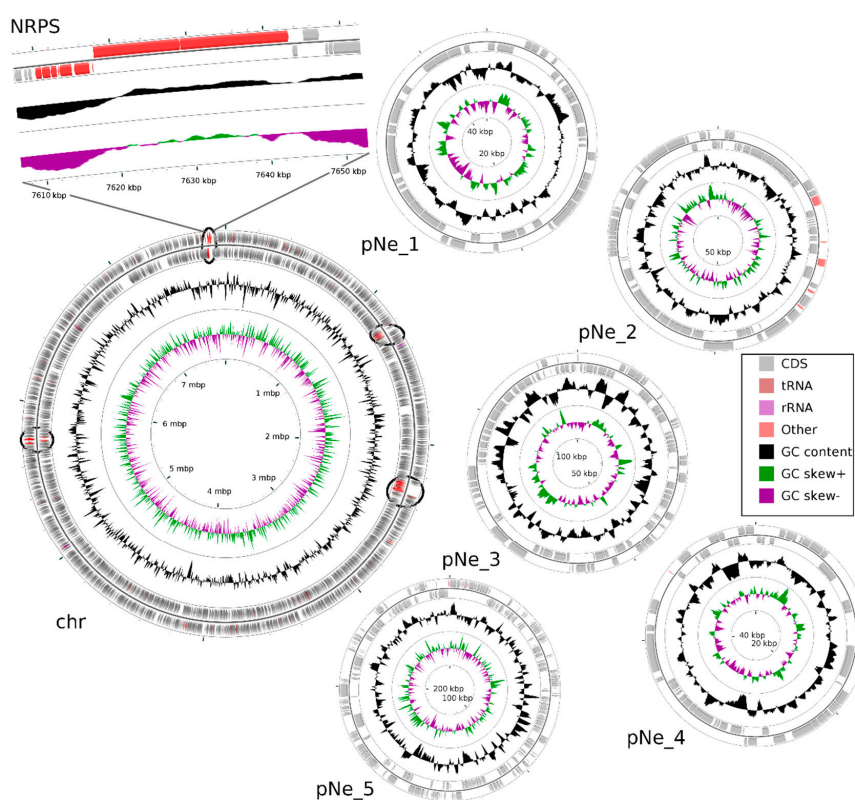 NRPS
7610 kbp
7620 kbp
7630 kbp
7640 kbp
7650 kbp
40 kbp
20 kbp
pNe_1
50 kbp
pNe_2
1 mbp
2 mbp
3 mbp
4 mbp
5 mbp
6 mbp
7 mbp
chr
100 kbp
50 kbp
pNe_3
CDS
tRNA
rRNA
Other
GC content
GC skew+
GC skew-
40 kbp
20 kbp
pNe_4
200 kbp
100 kbp
pNe_5